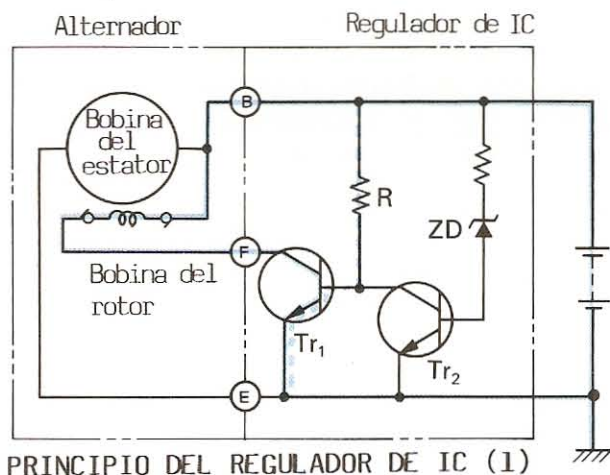 Alternador
Regulador de IC
B
Bobina
del
estator
R
ZD
F
Bobina del
rotor
Tr₁
Tr₂
E
PRINCIPIO DEL REGULADOR DE IC (1)